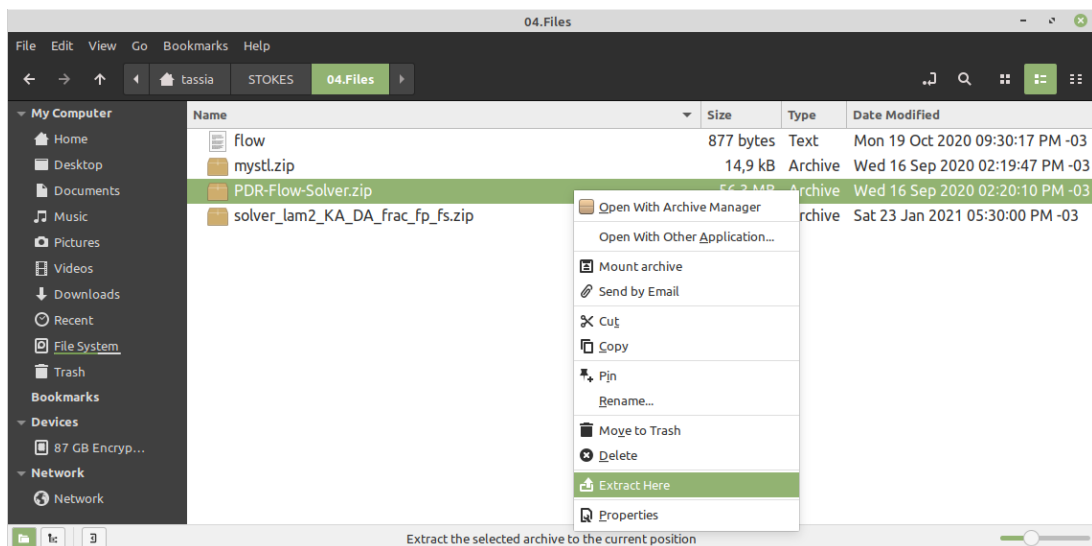 04.Files
File Edit View Go Bookmarks Help
tassia STOKES 04.Files
My Computer
Home
Desktop
Documents
Music
Pictures
Videos
Downloads
Recent
File System
Trash
Bookmarks
Devices
87 GB Encryp...
Network
Network
Name Size Type Date Modified
flow 877 bytes Text Mon 19 Oct 2020 09:30:17 PM -03
mystl.zip 14,9 kB Archive Wed 16 Sep 2020 02:19:47 PM -03
PDR-Flow-Solver.zip 56,3 MB Archive Wed 16 Sep 2020 02:20:10 PM -03
solver_lam2_KA_DA_frac_fp_fs.zip rchive Sat 23 Jan 2021 05:30:00 PM -03
Open With Archive Manager
Open With Other Application...
Mount archive
Send by Email
Cut
Copy
Pin
Rename...
Move to Trash
Delete
Extract Here
Properties
Extract the selected archive to the current position